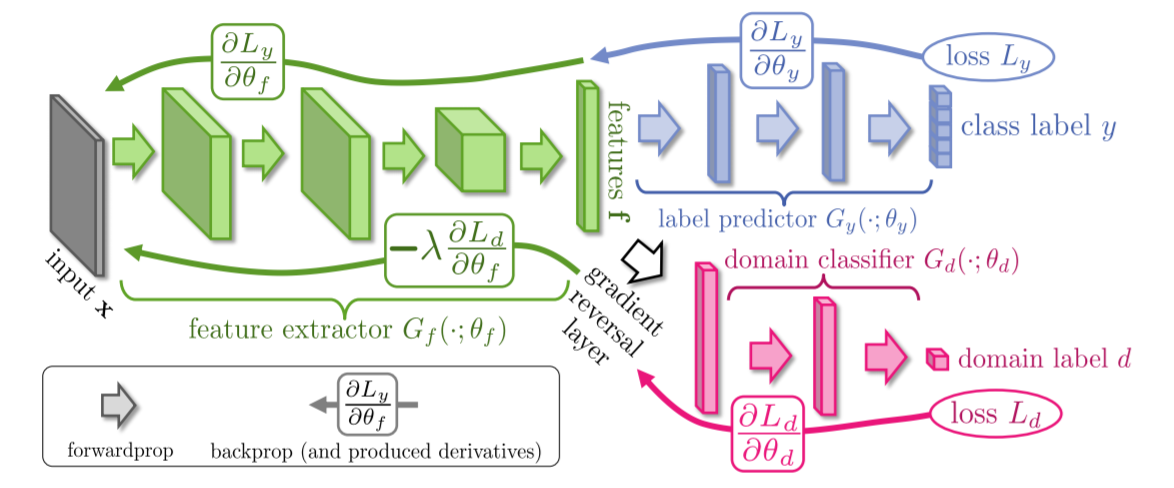 ∂L_y/∂θ_f
∂L_y/∂θ_y
loss L_y
features f
class label y
label predictor G_y(·;θ_y)
input x
−λ ∂L_d/∂θ_f
feature extractor G_f(·;θ_f)
gradient
reversal
layer
domain classifier G_d(·;θ_d)
domain label d
loss L_d
∂L_d/∂θ_d
∂L_y/∂θ_f
forwardprop
backprop (and produced derivatives)